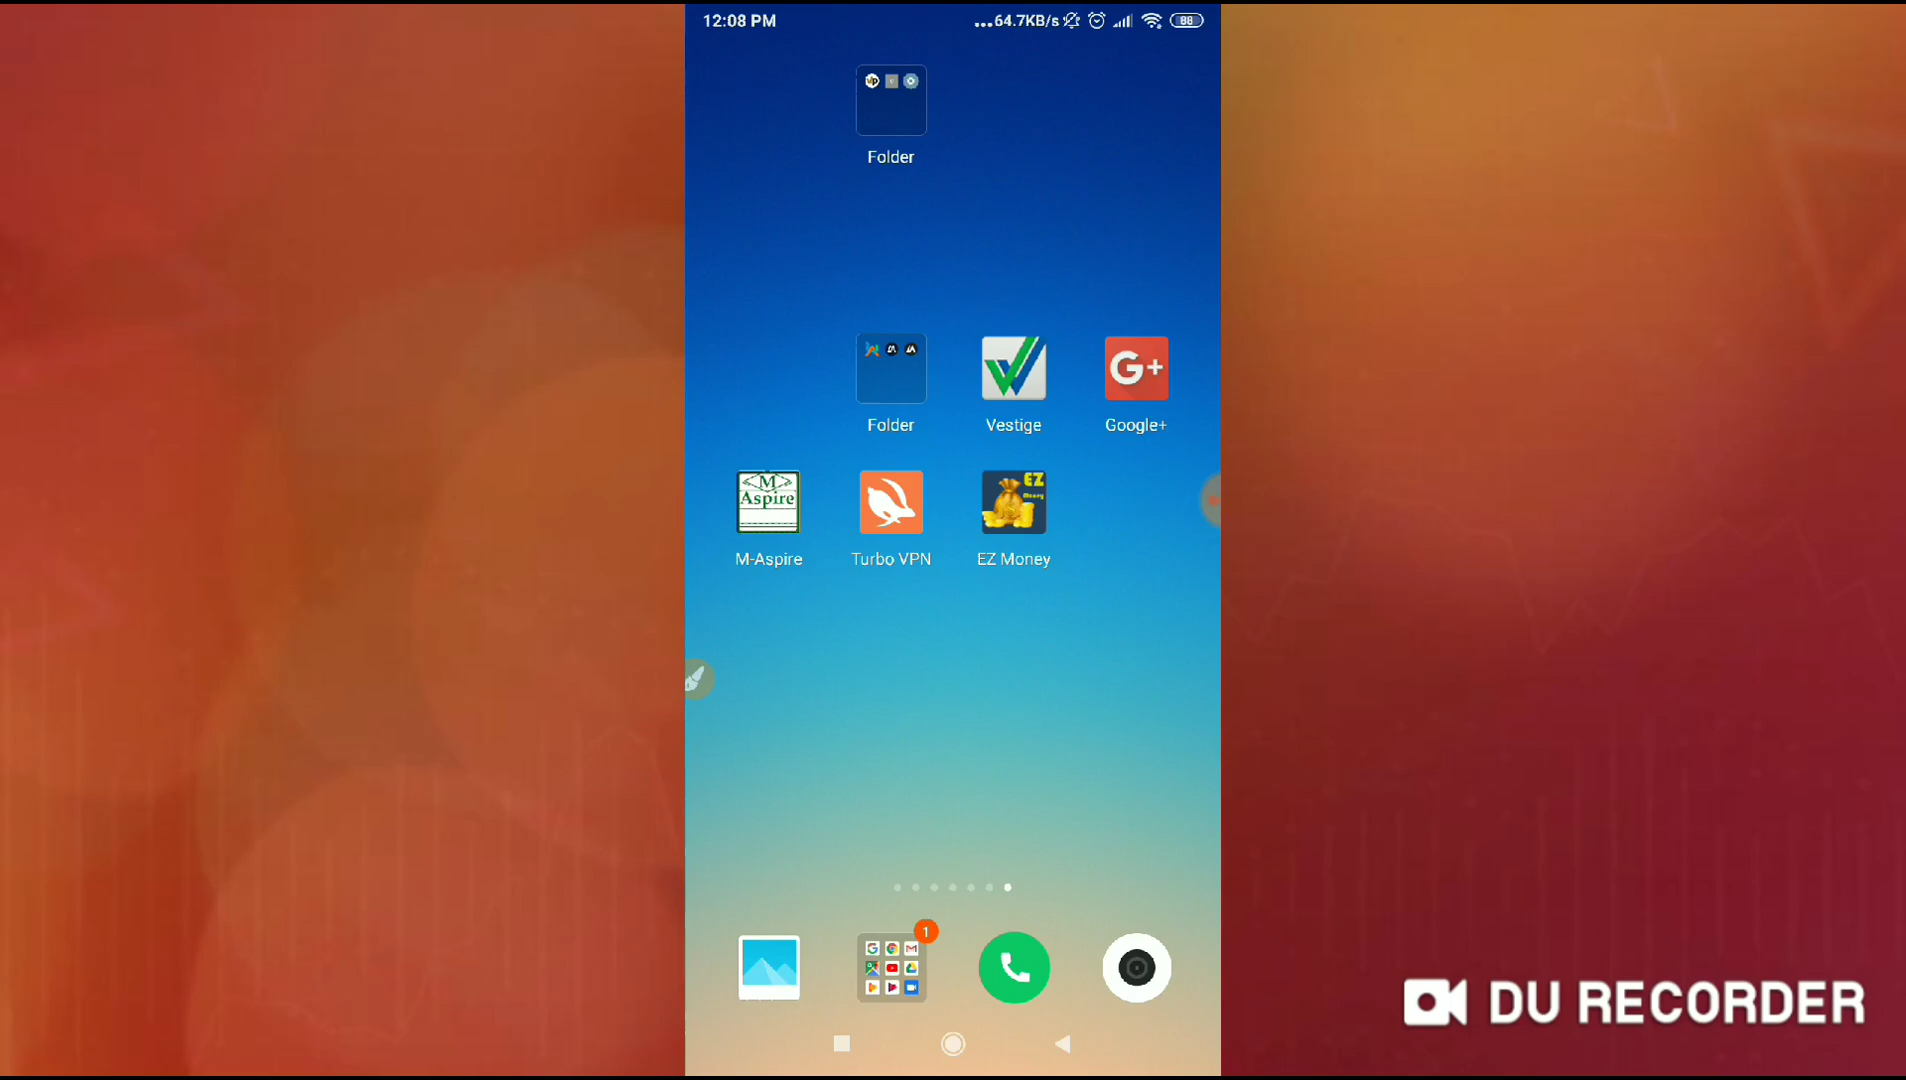 12:08 PM
...64.7KB/s
88
Folder
Folder
Vestige
G+
Google+
M
Aspire
EZ
Money
M-Aspire
Turbo VPN
EZ Money
1
DU RECORDER